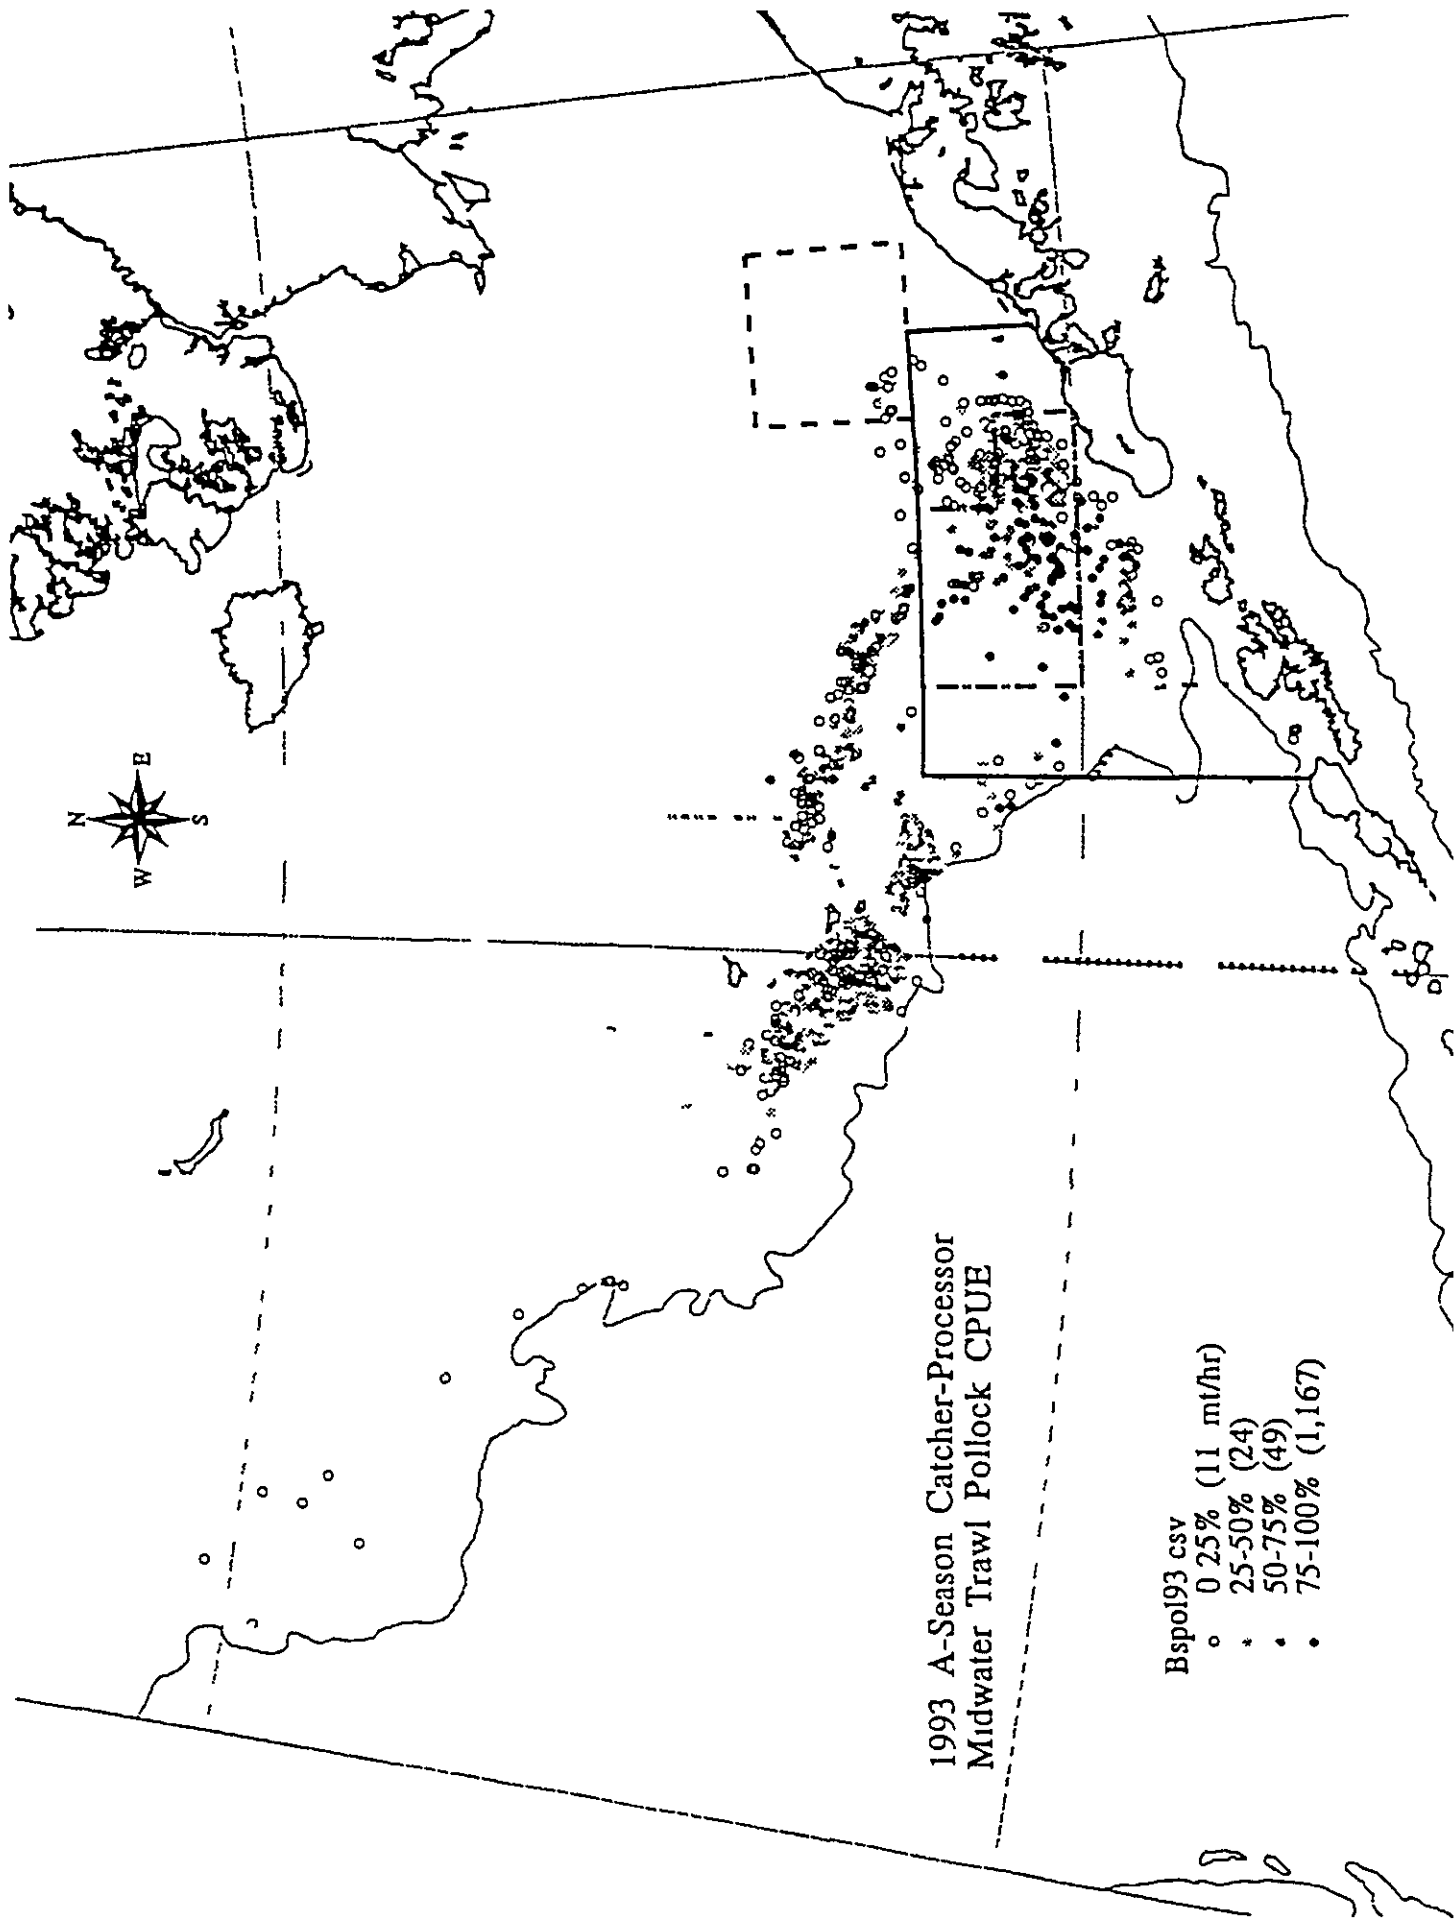 N
W
E
S
1993 A-Season Catcher-Processor
Midwater Trawl Pollock CPUE
Bspol93 csv
0 25% (11 mt/hr)
25-50% (24)
50-75% (49)
75-100% (1,167)